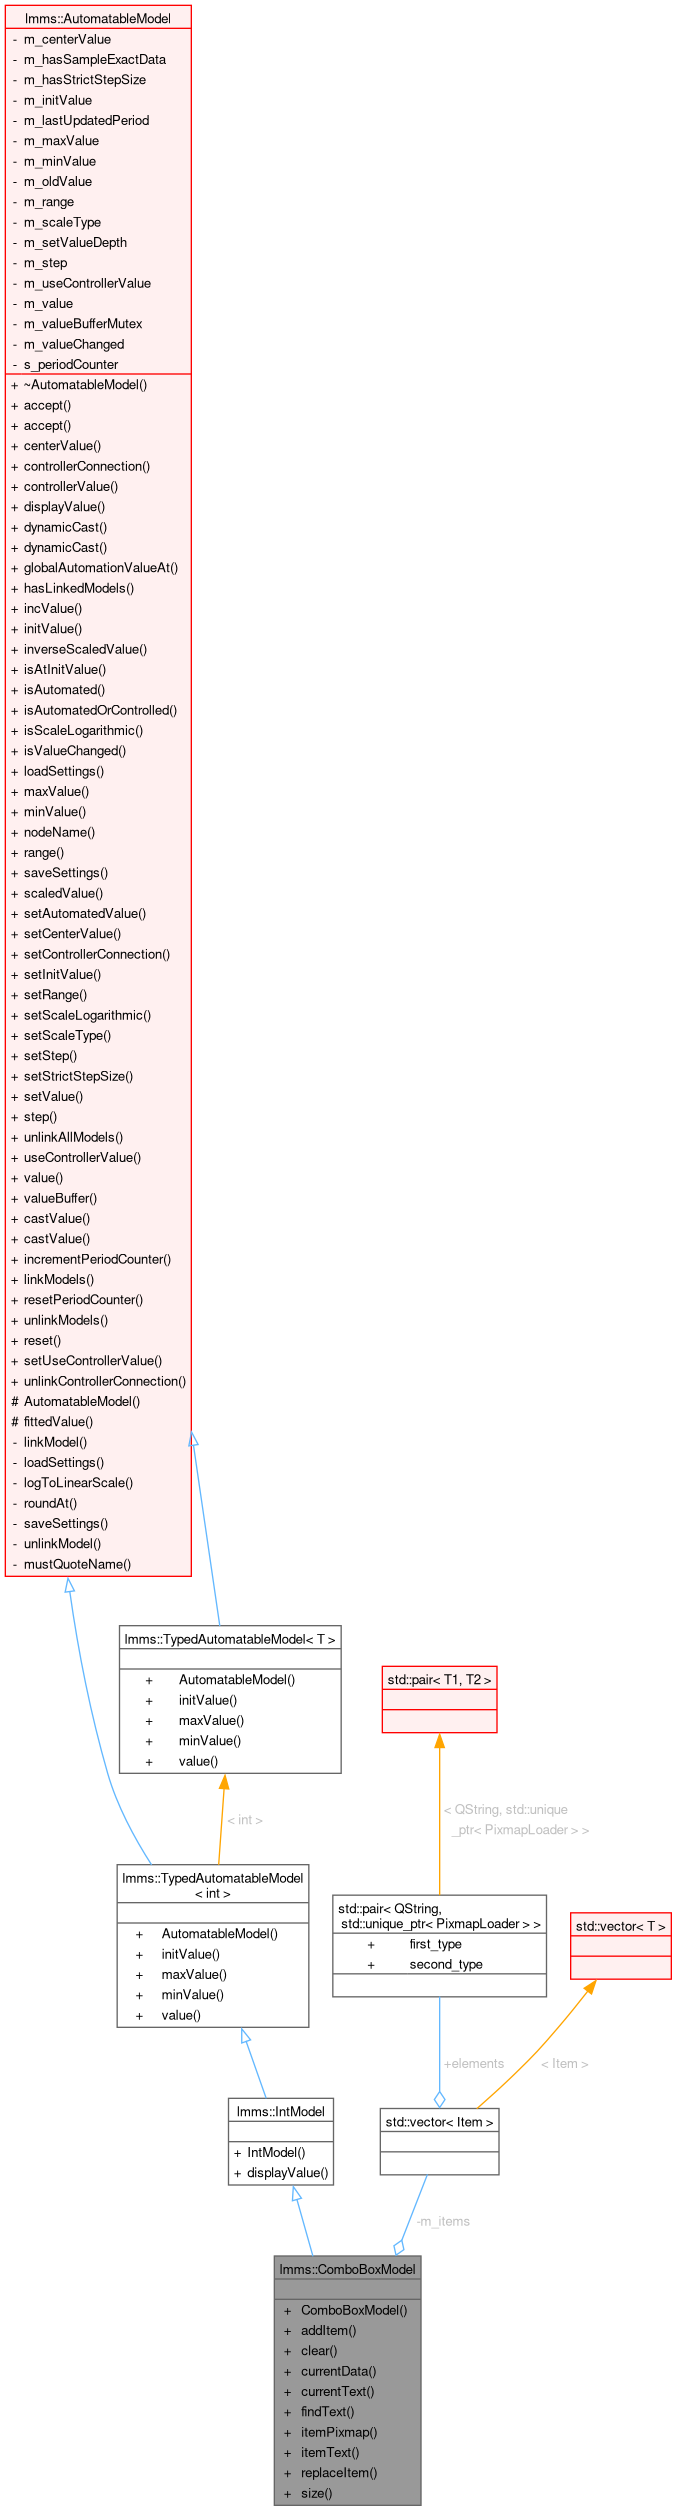 lmms::AutomatableModel
- m_centerValue
- m_hasSampleExactData
- m_hasStrictStepSize
- m_initValue
- m_lastUpdatedPeriod
- m_maxValue
- m_minValue
- m_oldValue
- m_range
- m_scaleType
- m_setValueDepth
- m_step
- m_useControllerValue
- m_value
- m_valueBufferMutex
- m_valueChanged
- s_periodCounter
+ ~AutomatableModel()
+ accept()
+ accept()
+ centerValue()
+ controllerConnection()
+ controllerValue()
+ displayValue()
+ dynamicCast()
+ dynamicCast()
+ globalAutomationValueAt()
+ hasLinkedModels()
+ incValue()
+ initValue()
+ inverseScaledValue()
+ isAtInitValue()
+ isAutomated()
+ isAutomatedOrControlled()
+ isScaleLogarithmic()
+ isValueChanged()
+ loadSettings()
+ maxValue()
+ minValue()
+ nodeName()
+ range()
+ saveSettings()
+ scaledValue()
+ setAutomatedValue()
+ setCenterValue()
+ setControllerConnection()
+ setInitValue()
+ setRange()
+ setScaleLogarithmic()
+ setScaleType()
+ setStep()
+ setStrictStepSize()
+ setValue()
+ step()
+ unlinkAllModels()
+ useControllerValue()
+ value()
+ valueBuffer()
+ castValue()
+ castValue()
+ incrementPeriodCounter()
+ linkModels()
+ resetPeriodCounter()
+ unlinkModels()
+ reset()
+ setUseControllerValue()
+ unlinkControllerConnection()
# AutomatableModel()
# fittedValue()
- linkModel()
- loadSettings()
- logToLinearScale()
- roundAt()
- saveSettings()
- unlinkModel()
- mustQuoteName()
lmms::TypedAutomatableModel< T >
+ AutomatableModel()
+ initValue()
+ maxValue()
+ minValue()
+ value()
std::pair< T1, T2 >
< int >
< QString, std::unique
_ptr< PixmapLoader > >
lmms::TypedAutomatableModel
< int >
+ AutomatableModel()
+ initValue()
+ maxValue()
+ minValue()
+ value()
std::pair< QString,
std::unique_ptr< PixmapLoader > >
+ first_type
+ second_type
std::vector< T >
+elements
< Item >
lmms::IntModel
+ IntModel()
+ displayValue()
std::vector< Item >
-m_items
lmms::ComboBoxModel
+ ComboBoxModel()
+ addItem()
+ clear()
+ currentData()
+ currentText()
+ findText()
+ itemPixmap()
+ itemText()
+ replaceItem()
+ size()